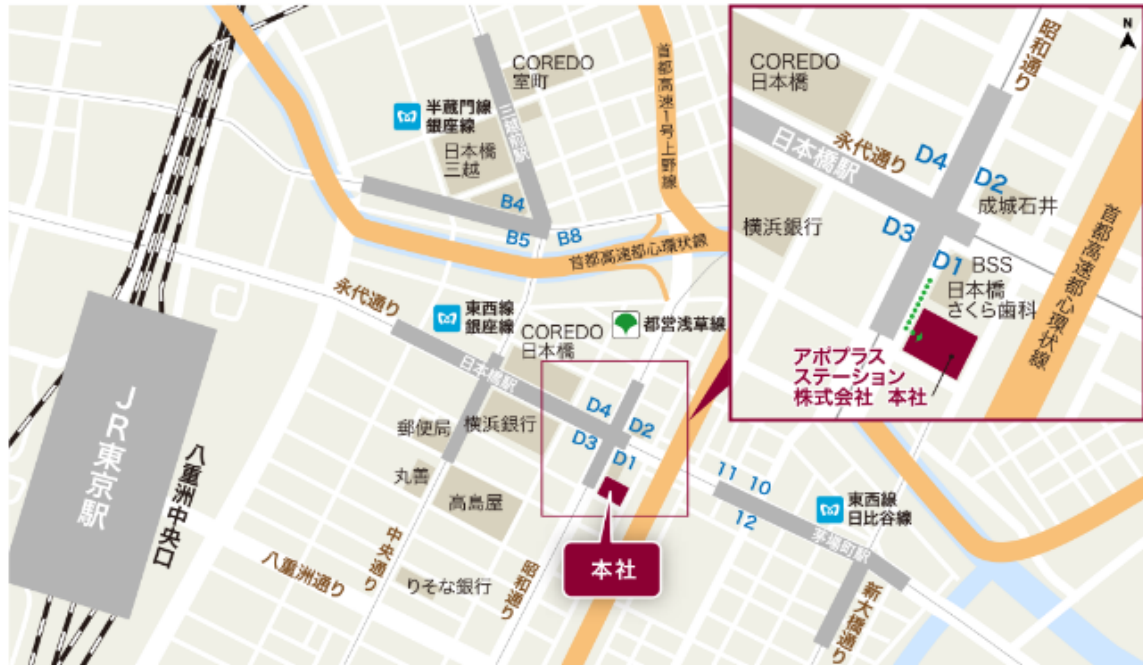 COREDO
室町
半蔵門線
銀座線
三越前駅
日本橋
三越
B4
B5
B8
首都高速1号上野線
首都高速都心環状線
永代通り
東西線
銀座線
COREDO
日本橋
都営浅草線
日本橋駅
郵便局
横浜銀行
D4
D2
D3
D1
丸善
高島屋
JR東京駅
八重洲中央口
八重洲通り
中央通り
りそな銀行
昭和通り
本社
11
10
12
東西線
日比谷線
茅場町駅
新大橋通り
N
昭和通り
COREDO
日本橋
日本橋駅
永代通り
D4
D2
成城石井
横浜銀行
D3
D1
BSS
日本橋
さくら歯科
首都高速都心環状線
アポプラス
ステーション
株式会社 本社